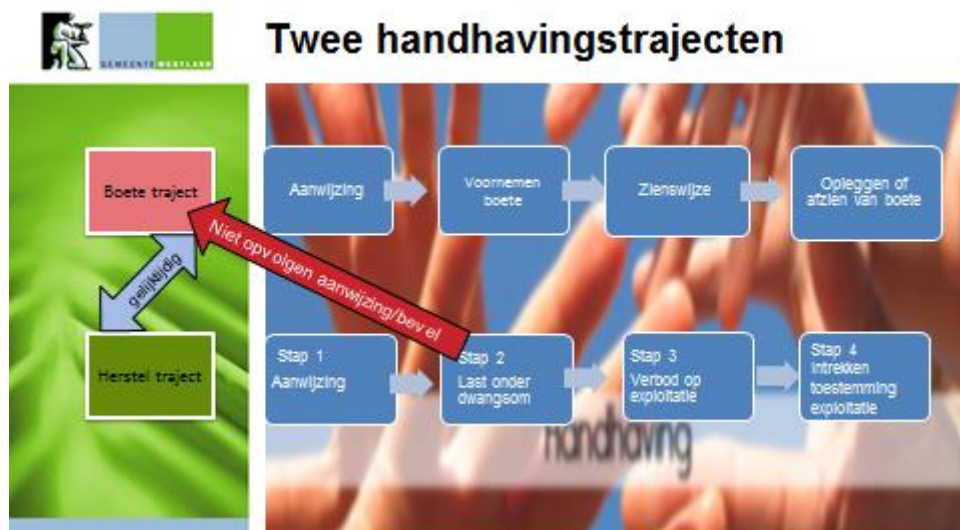 GEMEENTE WESTLAND
Twee handhavingstrajecten
Boete traject
Aanwijzing
Voornemen
boete
Zienswijze
Opleggen of
afzien van boete
gelijktijdig
Niet opvolgen aanwijzing/bevel
Herstel traject
Stap 1
Aanwijzing
Stap 2
Last onder
dwangsom
Stap 3
Verbod op
exploitatie
Stap 4
Intrekken
toestemming
exploitatie
Handhaving